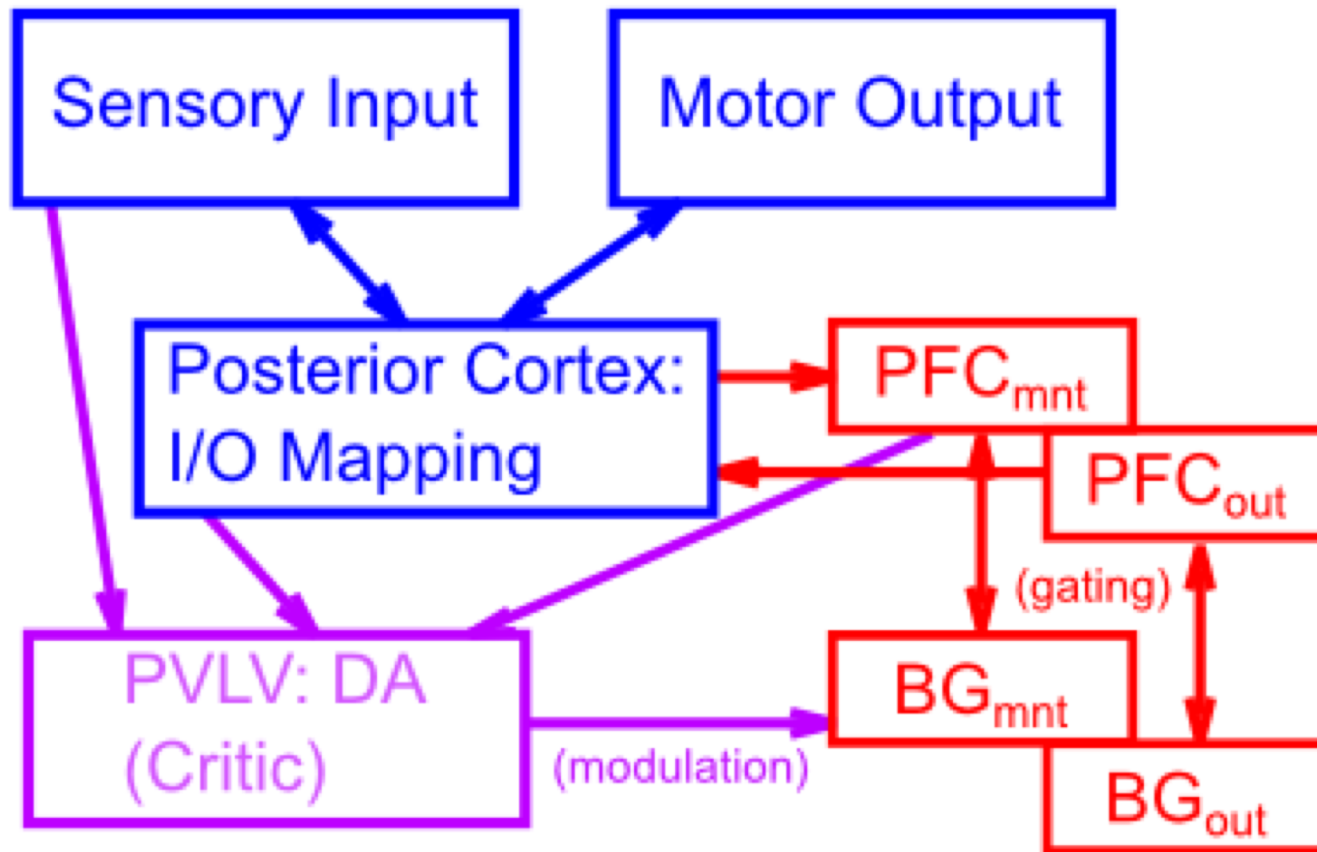 Sensory Input
Motor Output
Posterior Cortex:
I/O Mapping
PFCmnt
PFCout
(gating)
PVLV: DA
(Critic)
(modulation)
BGmnt
BGout